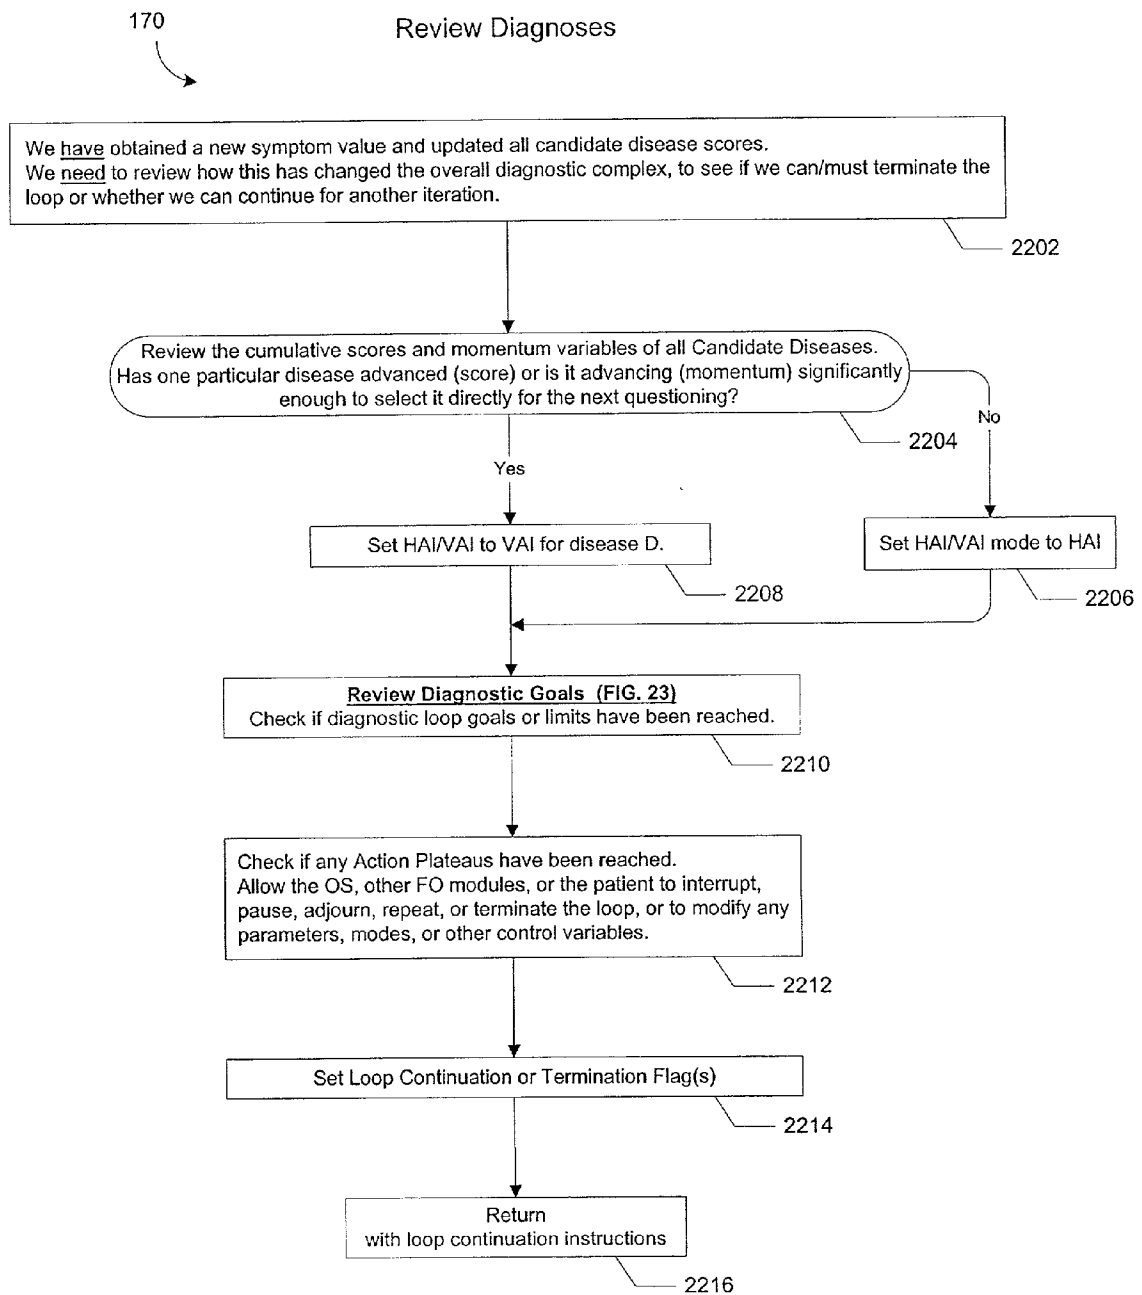 170
Review Diagnoses
We have obtained a new symptom value and updated all candidate disease scores.
We need to review how this has changed the overall diagnostic complex, to see if we can/must terminate the
loop or whether we can continue for another iteration.
2202
Review the cumulative scores and momentum variables of all Candidate Diseases.
Has one particular disease advanced (score) or is it advancing (momentum) significantly
enough to select it directly for the next questioning?
2204
No
Yes
Set HAI/VAI to VAI for disease D.
2208
Set HAI/VAI mode to HAI
2206
Review Diagnostic Goals (FIG. 23)
Check if diagnostic loop goals or limits have been reached.
2210
Check if any Action Plateaus have been reached.
Allow the OS, other FO modules, or the patient to interrupt,
pause, adjourn, repeat, or terminate the loop, or to modify any
parameters, modes, or other control variables.
2212
Set Loop Continuation or Termination Flag(s)
2214
Return
with loop continuation instructions
2216